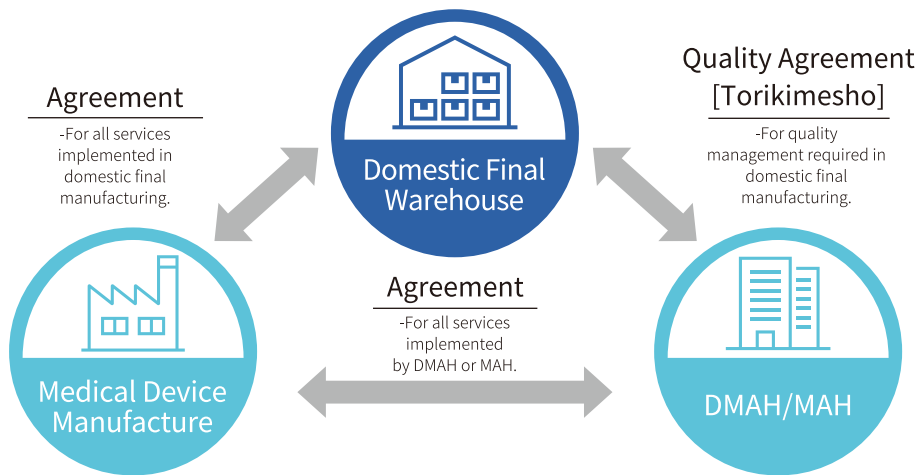 Agreement
-For all services
implemented in
domestic final
manufacturing.
Domestic Final
Warehouse
Quality Agreement
[Torikimesho]
-For quality
management required in
domestic final
manufacturing.
Agreement
-For all services
implemented
by DMAH or MAH.
Medical Device
Manufacture
DMAH/MAH